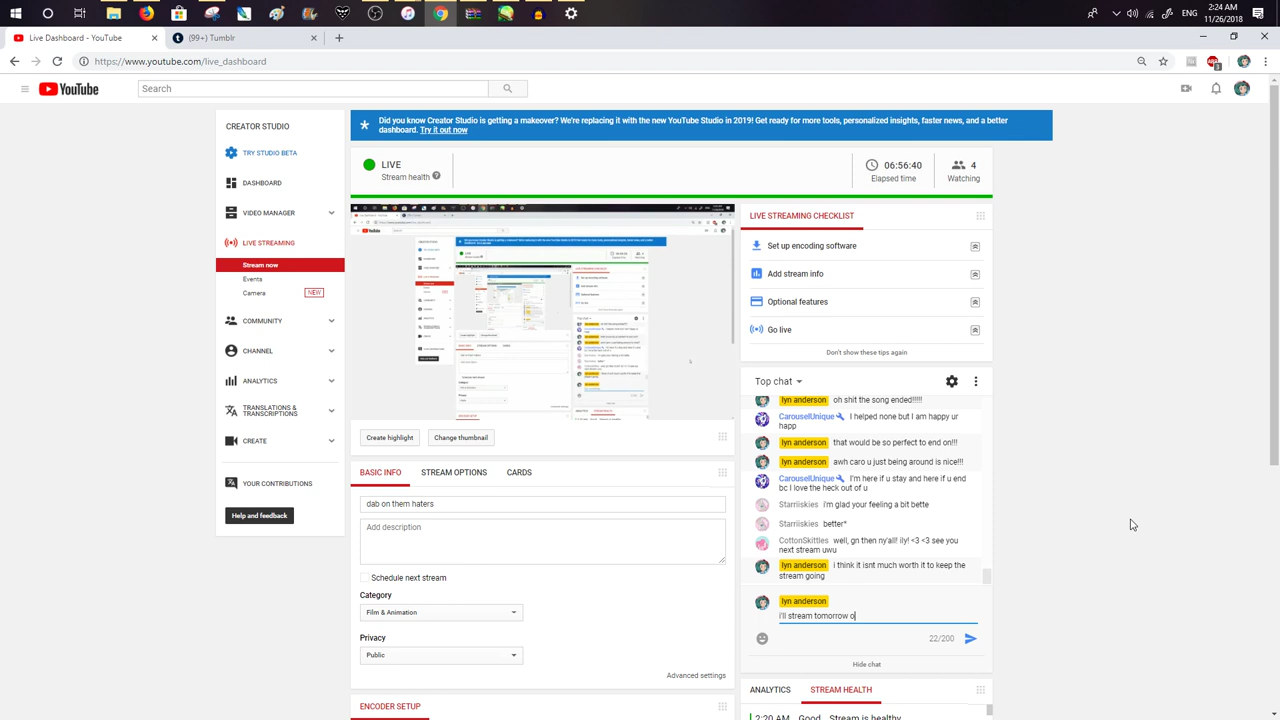 2:24 AM
11/26/2018
ENG
Live Dashboard - YouTube
(99+) Tumblr
https://www.youtube.com/live_dashboard
YouTube
Search
CREATOR STUDIO
TRY STUDIO BETA
DASHBOARD
VIDEO MANAGER
LIVE STREAMING
Stream now
Events
Camera
NEW
COMMUNITY
CHANNEL
ANALYTICS
TRANSLATIONS &
TRANSCRIPTIONS
CREATE
YOUR CONTRIBUTIONS
Help and feedback
Did you know Creator Studio is getting a makeover? We're replacing it with the new YouTube Studio in 2019! Get ready for more tools, personalized insights, faster news, and a better
dashboard. Try it out now
LIVE
Stream health
06:56:40
Elapsed time
4
Watching
Create highlight
Change thumbnail
BASIC INFO
STREAM OPTIONS
CARDS
dab on them haters
Add description
Schedule next stream
Category
Film & Animation
Privacy
Public
Advanced settings
ENCODER SETUP
LIVE STREAMING CHECKLIST
Set up encoding software
Add stream info
Optional features
Go live
Don't show these tips again
Top chat
lyn anderson oh shit the song ended!!!!!
CarouselUnique I helped none but I am happy ur
happ
lyn anderson that would be so perfect to end on!!!
lyn anderson awh caro u just being around is nice!!!
CarouselUnique I'm here if u stay and here if u end
bc I love the heck out of u
Starriiskies i'm glad your feeling a bit bette
Starriiskies better*
CottonSkittles well, gn then ny'all! ily! <3 <3 see you
next stream uwu
lyn anderson i think it isnt much worth it to keep the
stream going
lyn anderson
i'll stream tomorrow o
22/200
Hide chat
ANALYTICS
STREAM HEALTH
2:20 AM Good Stream is healthy